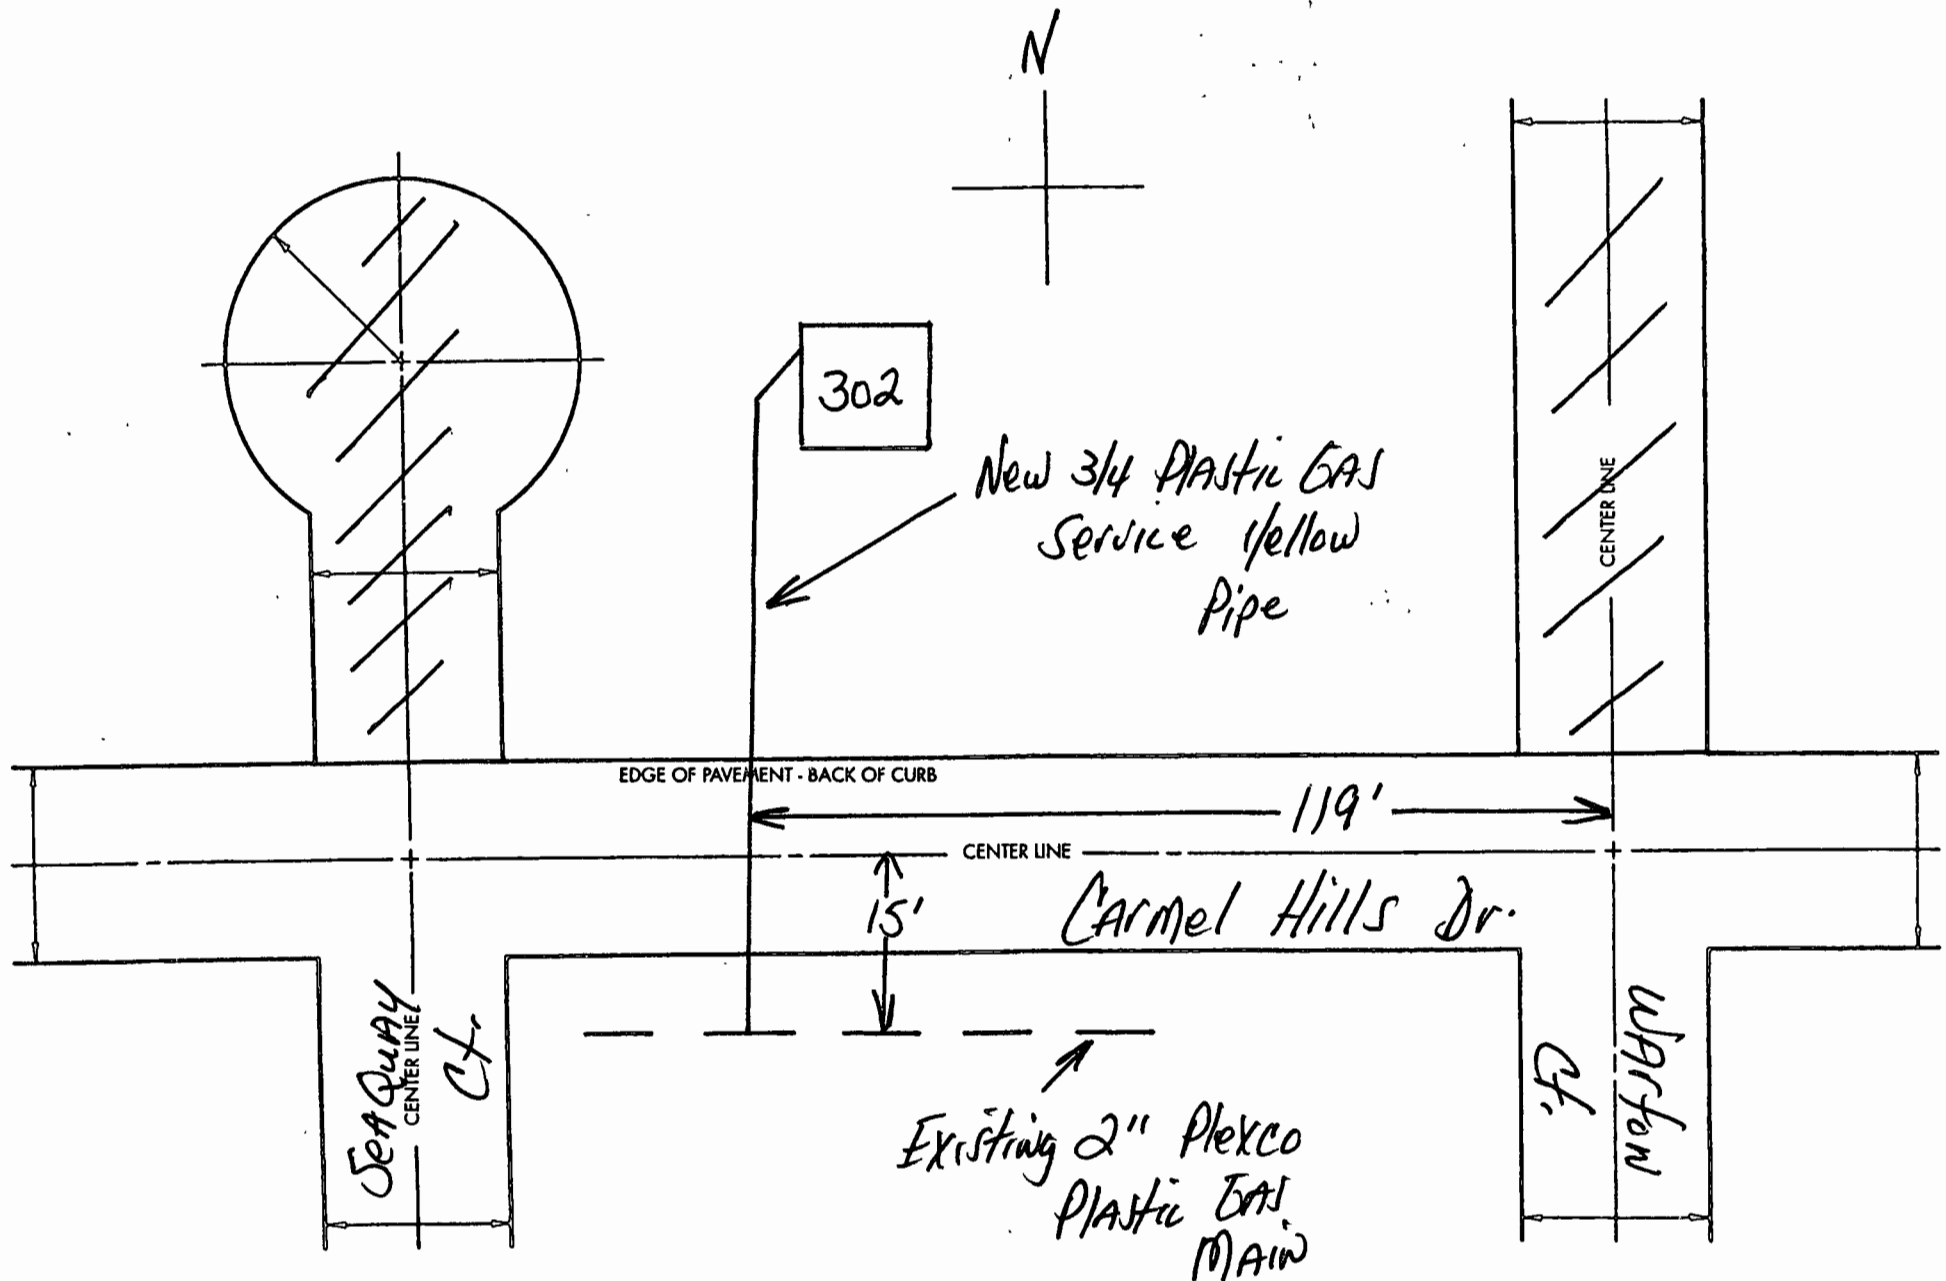 N
302
New 3/4 Plastic GAS
Service Yellow
Pipe
CENTER LINE
EDGE OF PAVEMENT - BACK OF CURB
119'
CENTER LINE
15'
Carmel Hills Dr.
SeaQuay
CENTER LINE
Ct.
Ct.
Existing 2" Plexco
Plastic GAS
Main